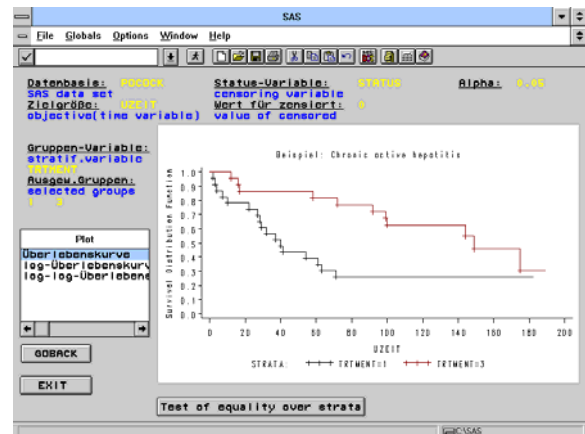 SAS
File Globals Options Window Help
Datenbasis: POCOCK Status-Variable: STATUS Alpha: 0.05
SAS data set censoring variable
Zielgröße: UZEIT Wert für zensiert: 0
objective(time variable) value of censored
Gruppen-Variable:
stratif.variable
TRTMENT
Ausgew.Gruppen:
selected groups
1 3
Plot
Überlebenskurve
log-Überlebenskurv
log-log-Überlebens
GOBACK
EXIT
Beispiel: Chronic active hepatitis
Survival Distribution Function
1.0
0.9
0.8
0.7
0.6
0.5
0.4
0.3
0.2
0.1
0.0
0 20 40 60 80 100 120 140 160 180 200
UZEIT
STRATA: TRTMENT=1 TRTMENT=3
Test of equality over strata
C:\SAS